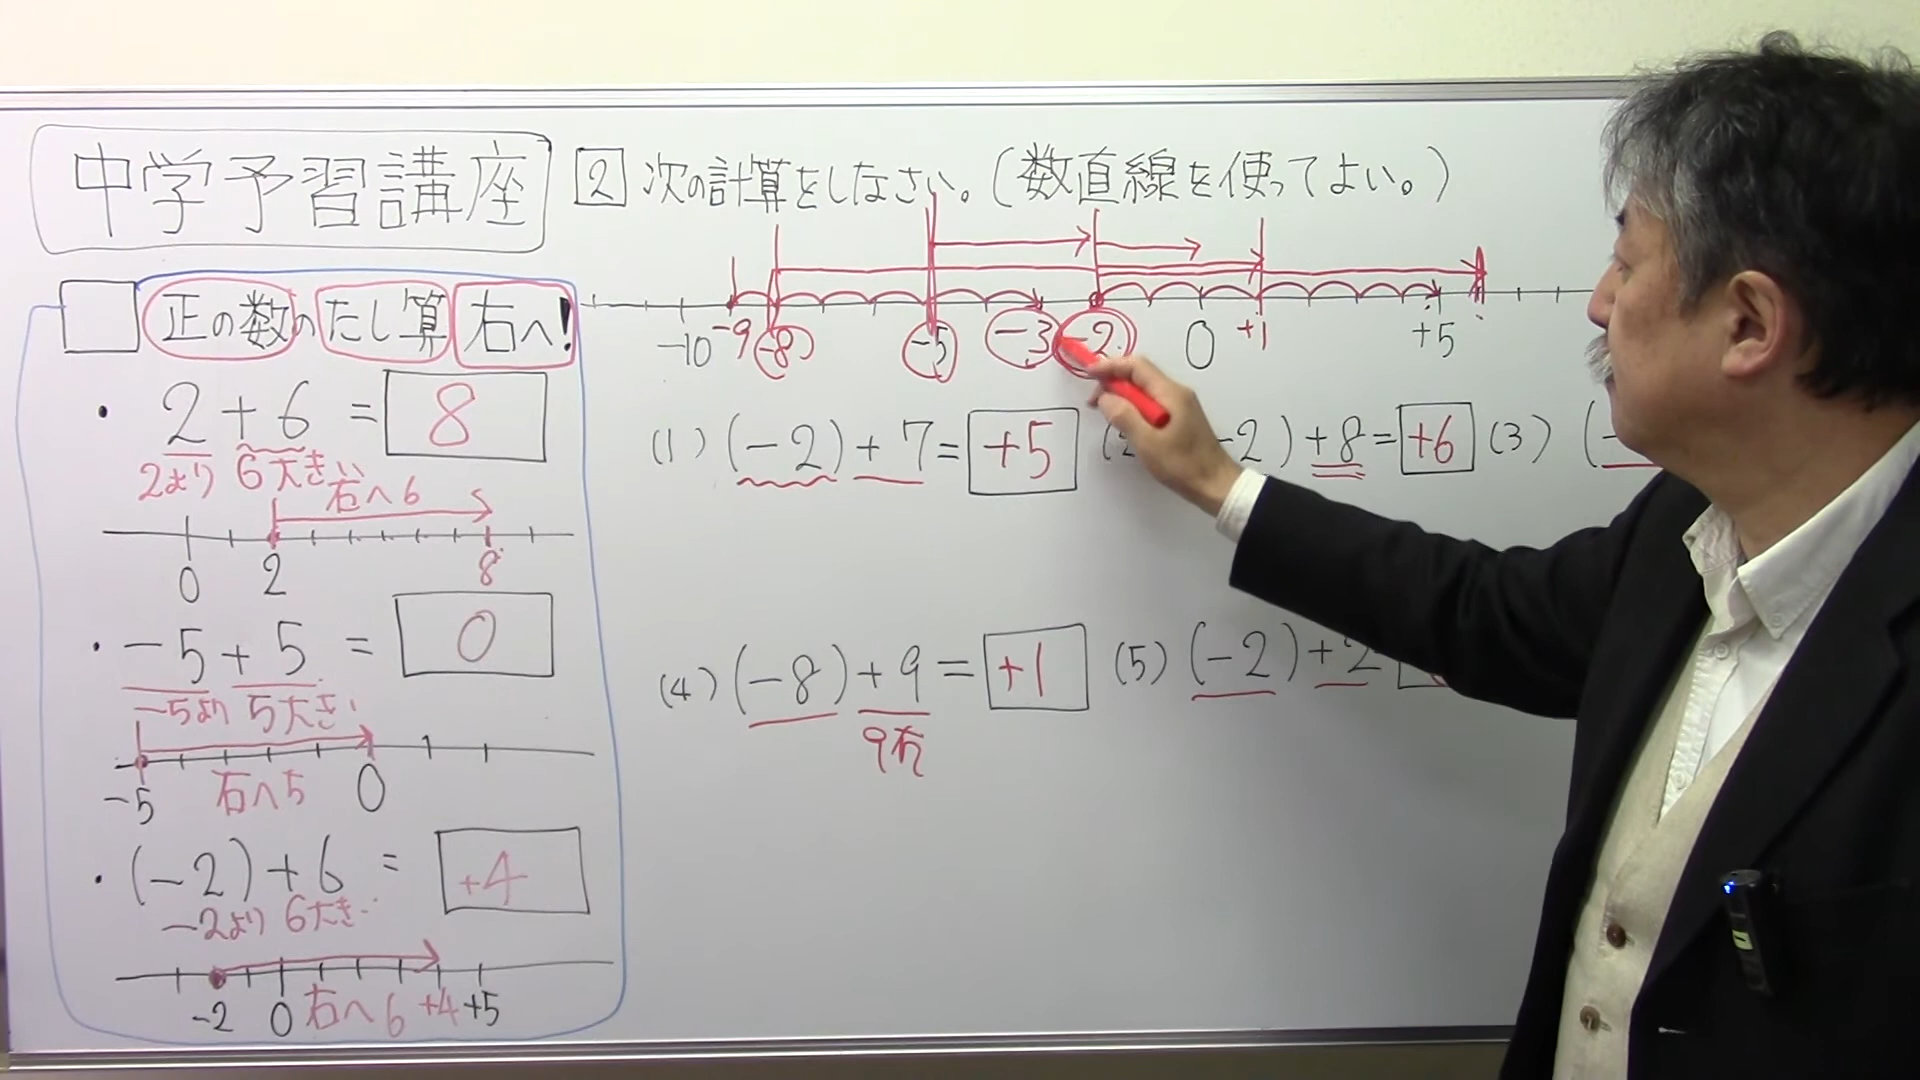 中学予習講座
2 次の計算をしなさい。(数直線を使ってよい。)
正の数のたし算 右へ!
2+6= 8
2より 6大きい
右へ6
0 2 8
-5+5= 0
-5より 5大きい
右へ5
-5 0
(-2)+6= +4
-2より 6大きい
-2 0 右へ6 +4 +5
-10 -9 -8 -5 -3 -2 0 +1 +5
(1) (-2)+7= +5
-2)+8= +6
(3) (-
(4) (-8)+9= +1
9右
(5) (-2)+2